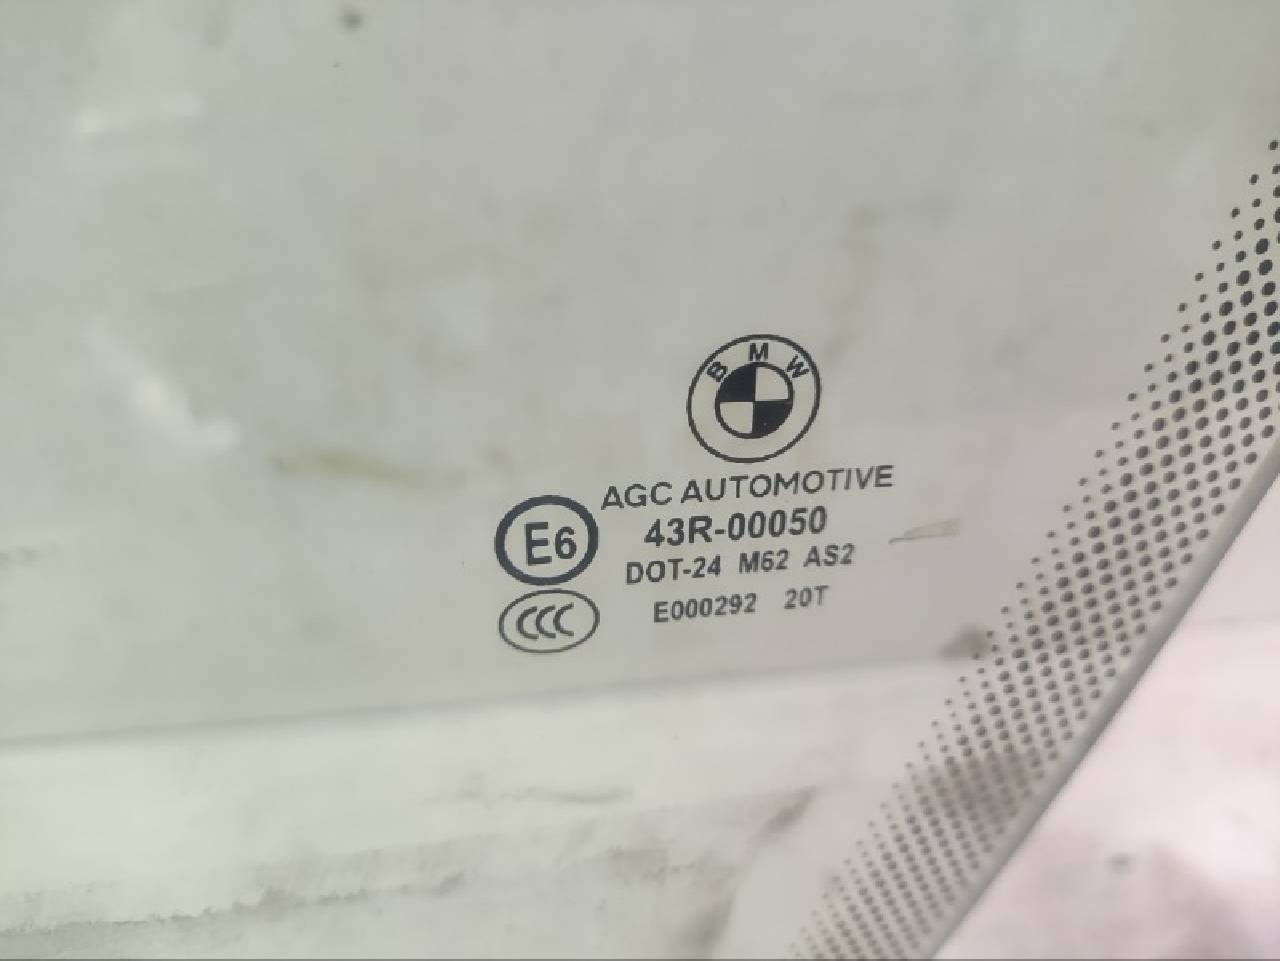 BMW
AGC AUTOMOTIVE
E6 43R-00050
DOT-24 M62 AS2
CCC E000292 20T